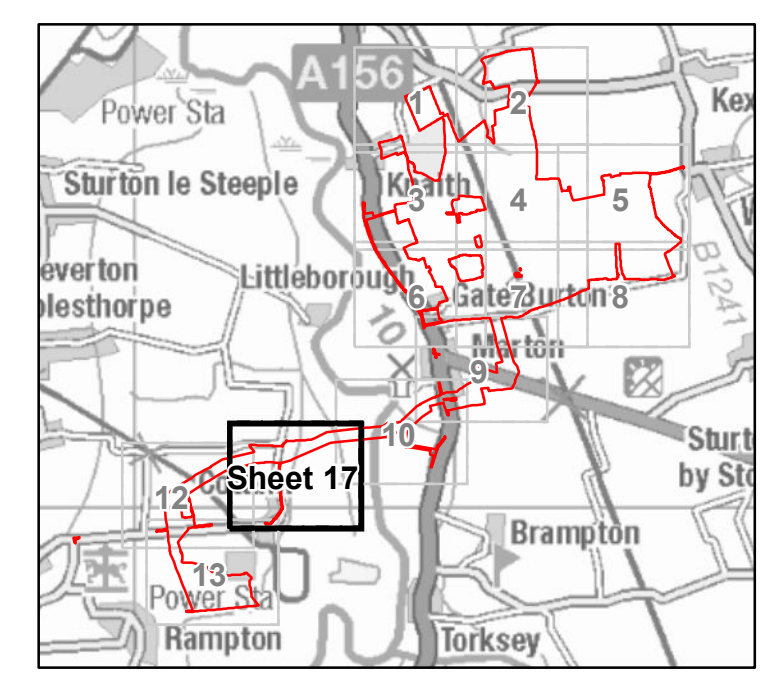 A156
1
2
Power Sta
Kex
Sturton le Steeple
Knaith
3
4
5
everton
Littleborough
B1241
olesthorpe
6
Gate Burton
7
8
10
Marton
9
10
Sturt
by Sto
Sheet 17
12
Brampton
13
Power Sta
Rampton
Torksey